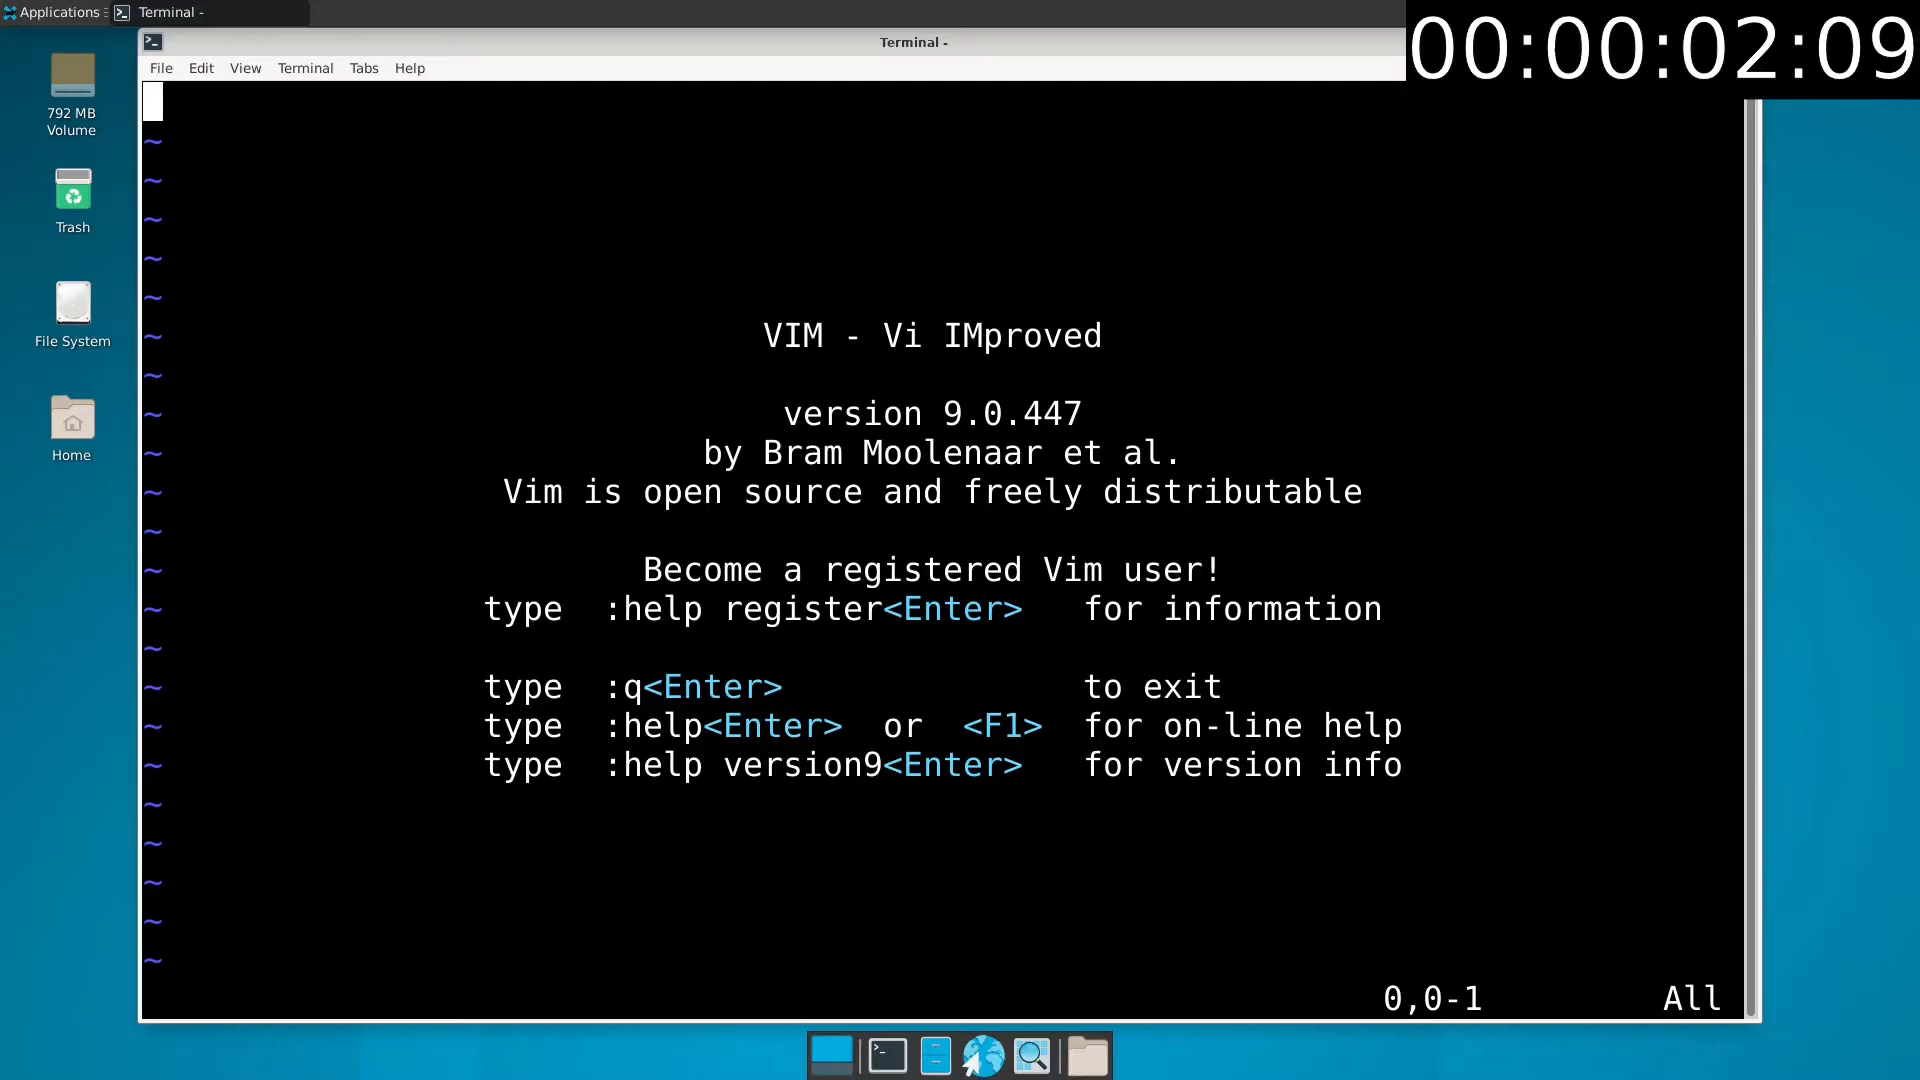 Applications
Terminal -
Terminal -
00:00:02:09
File Edit View Terminal Tabs Help
792 MB
Volume
Trash
File System
Home
~
~
~
~
~
~ VIM - Vi IMproved
~
~ version 9.0.447
~ by Bram Moolenaar et al.
~ Vim is open source and freely distributable
~
~ Become a registered Vim user!
~ type :help register<Enter> for information
~
~ type :q<Enter> to exit
~ type :help<Enter> or <F1> for on-line help
~ type :help version9<Enter> for version info
~
~
~
~
~
0,0-1 All